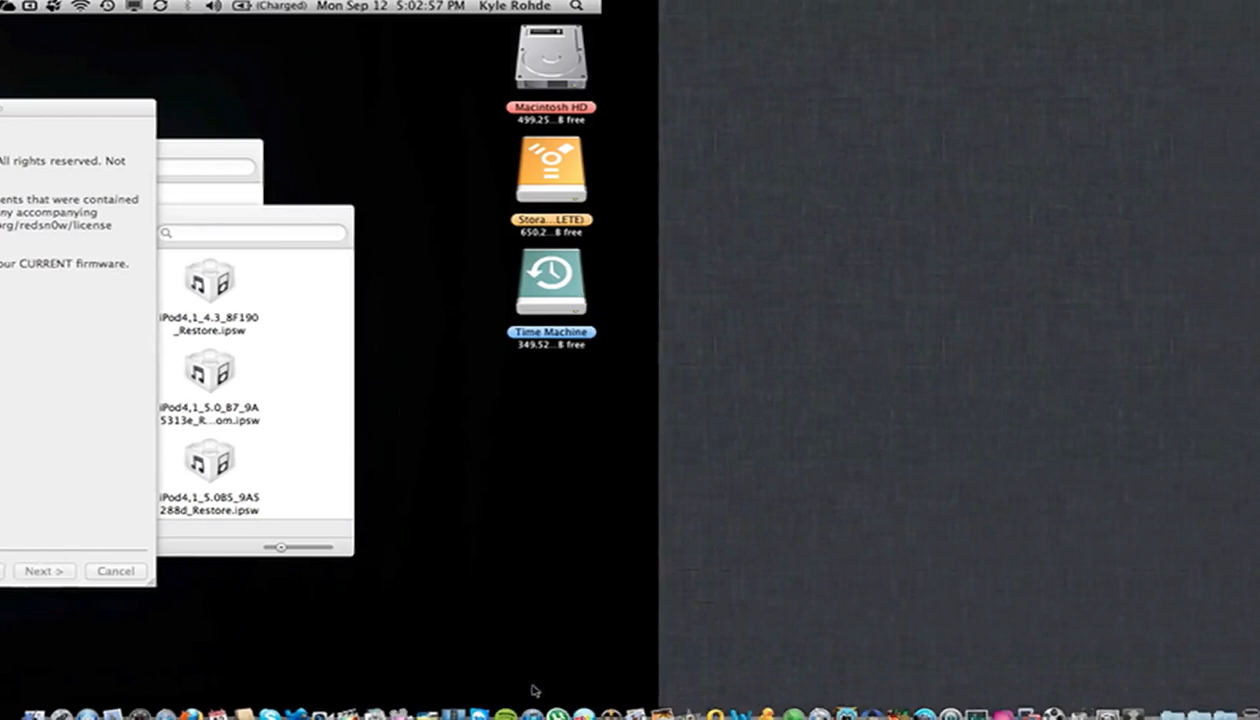 (Charged) Mon Sep 12 5:02:57 PM Kyle Rohde
All rights reserved. Not
ents that were contained
ny accompanying
org/redsn0w/license
our CURRENT firmware.
Next >
Cancel
iPod4,1_4.3_8F190
_Restore.ipsw
iPod4,1_5.0_B7_9A
5313e_R...om.ipsw
iPod4,1_5.0B5_9A5
288d_Restore.ipsw
Macintosh HD
499.25...B free
Stora...LETE)
650.2...B free
Time Machine
349.52...B free